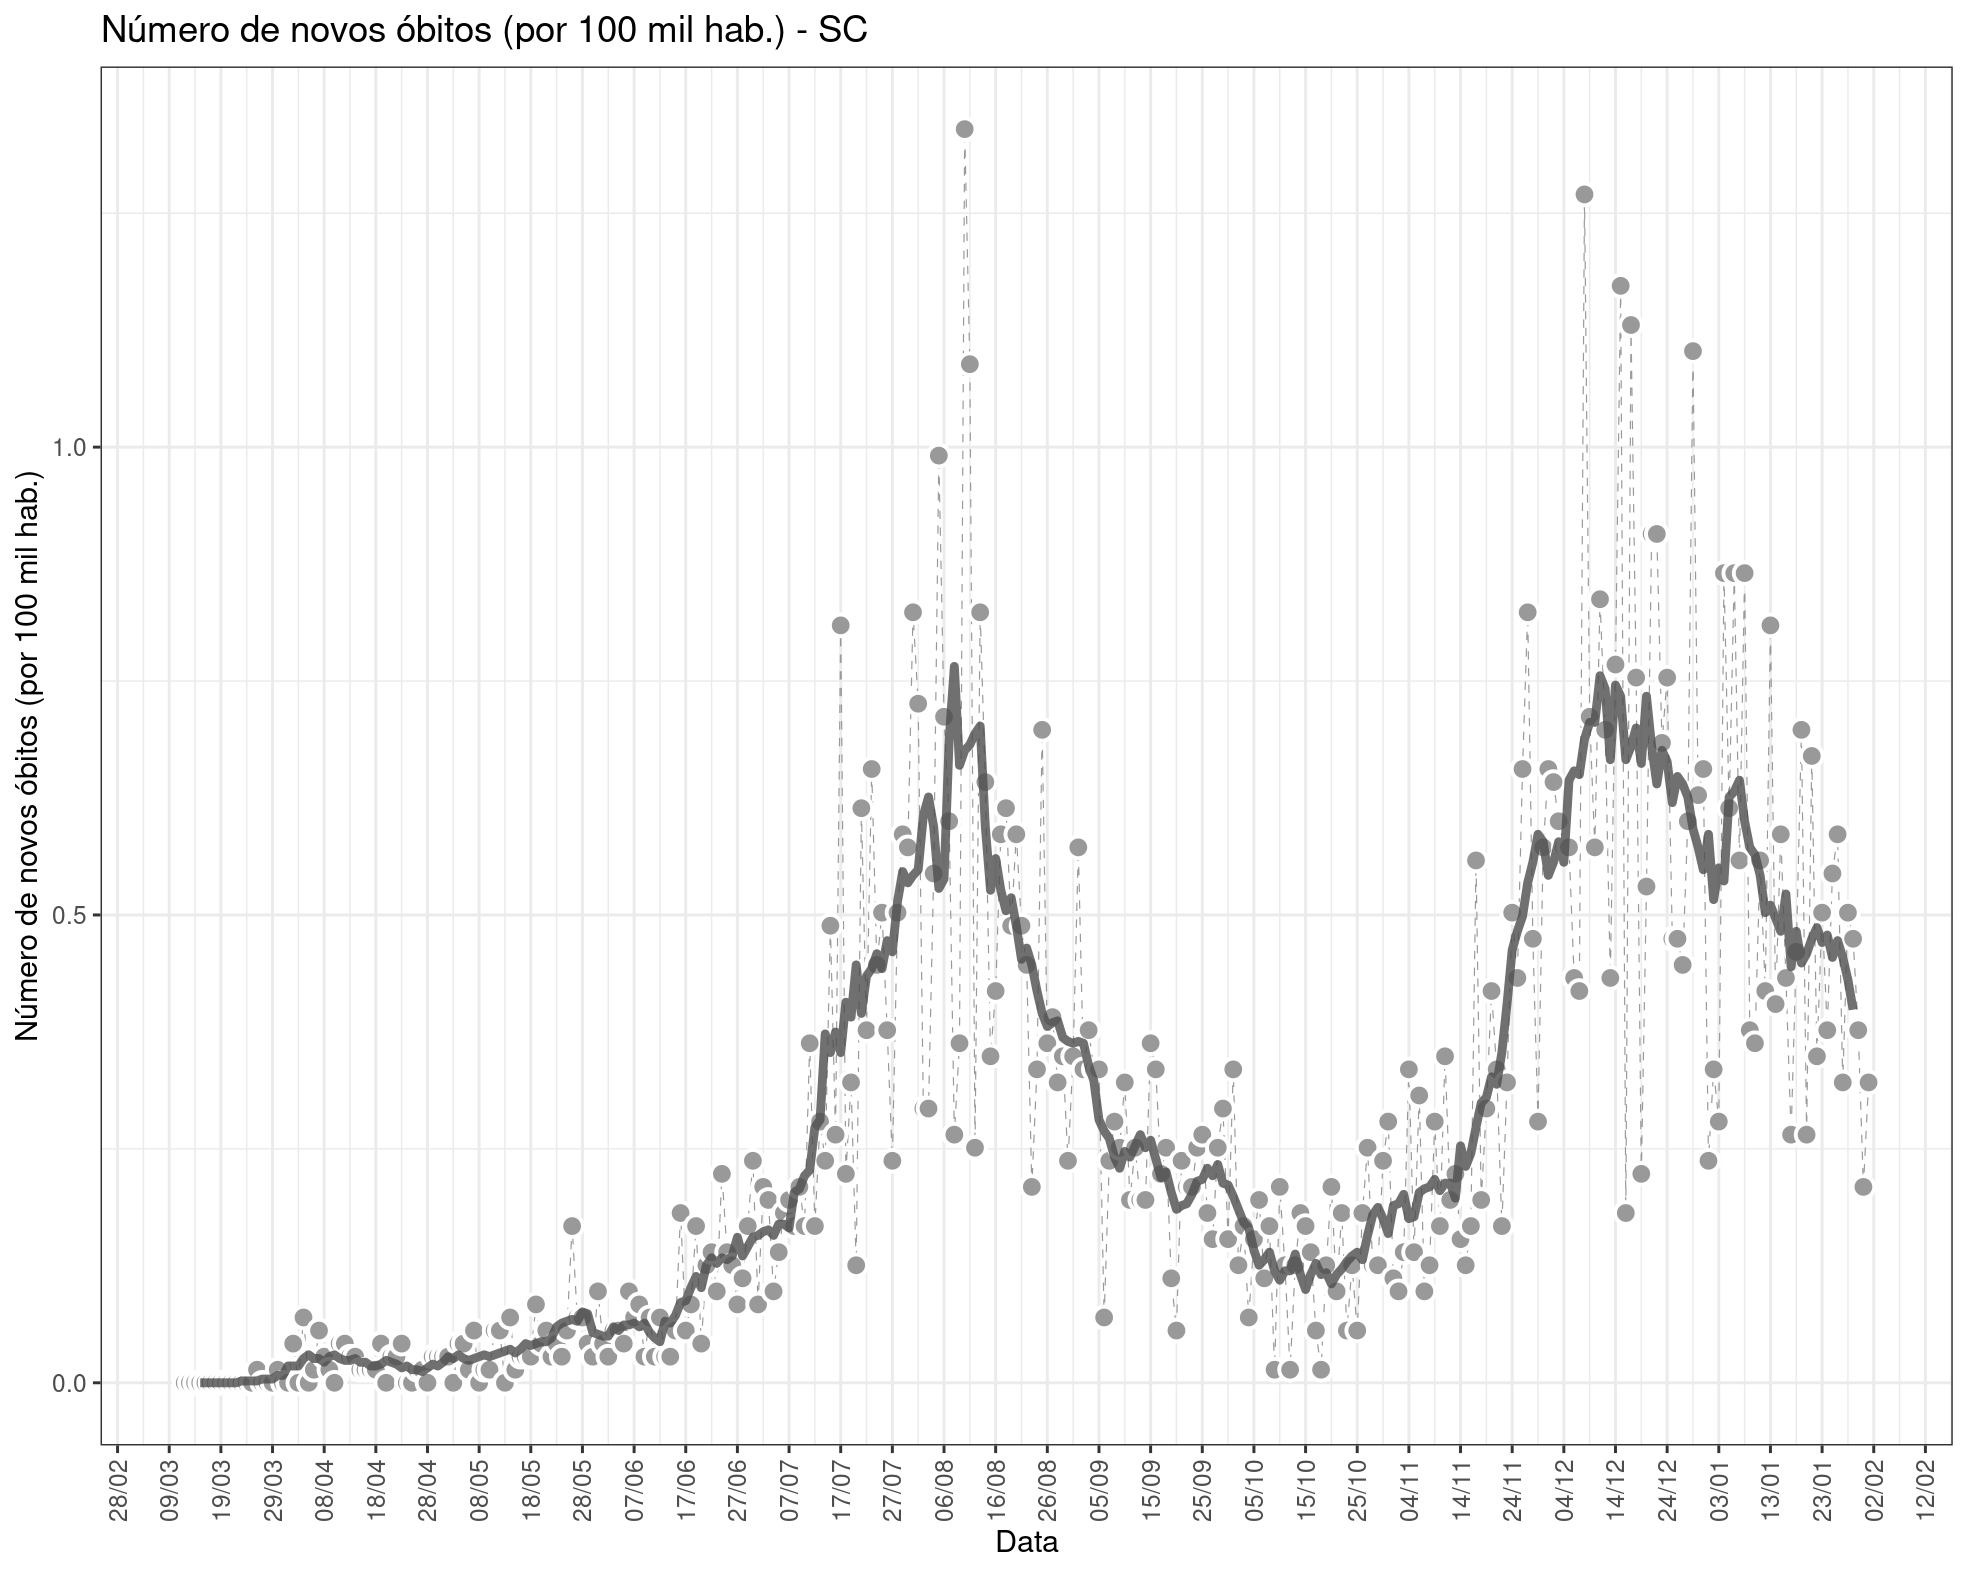 Número de novos óbitos (por 100 mil hab.) - SC
Número de novos óbitos (por 100 mil hab.)
1.0
0.5
0.0
28/02 09/03 19/03 29/03 08/04 18/04 28/04 08/05 18/05 28/05 07/06 17/06 27/06 07/07 17/07 27/07 06/08 16/08 26/08 05/09 15/09 25/09 05/10 15/10 25/10 04/11 14/11 24/11 04/12 14/12 24/12 03/01 13/01 23/01 02/02 12/02
Data